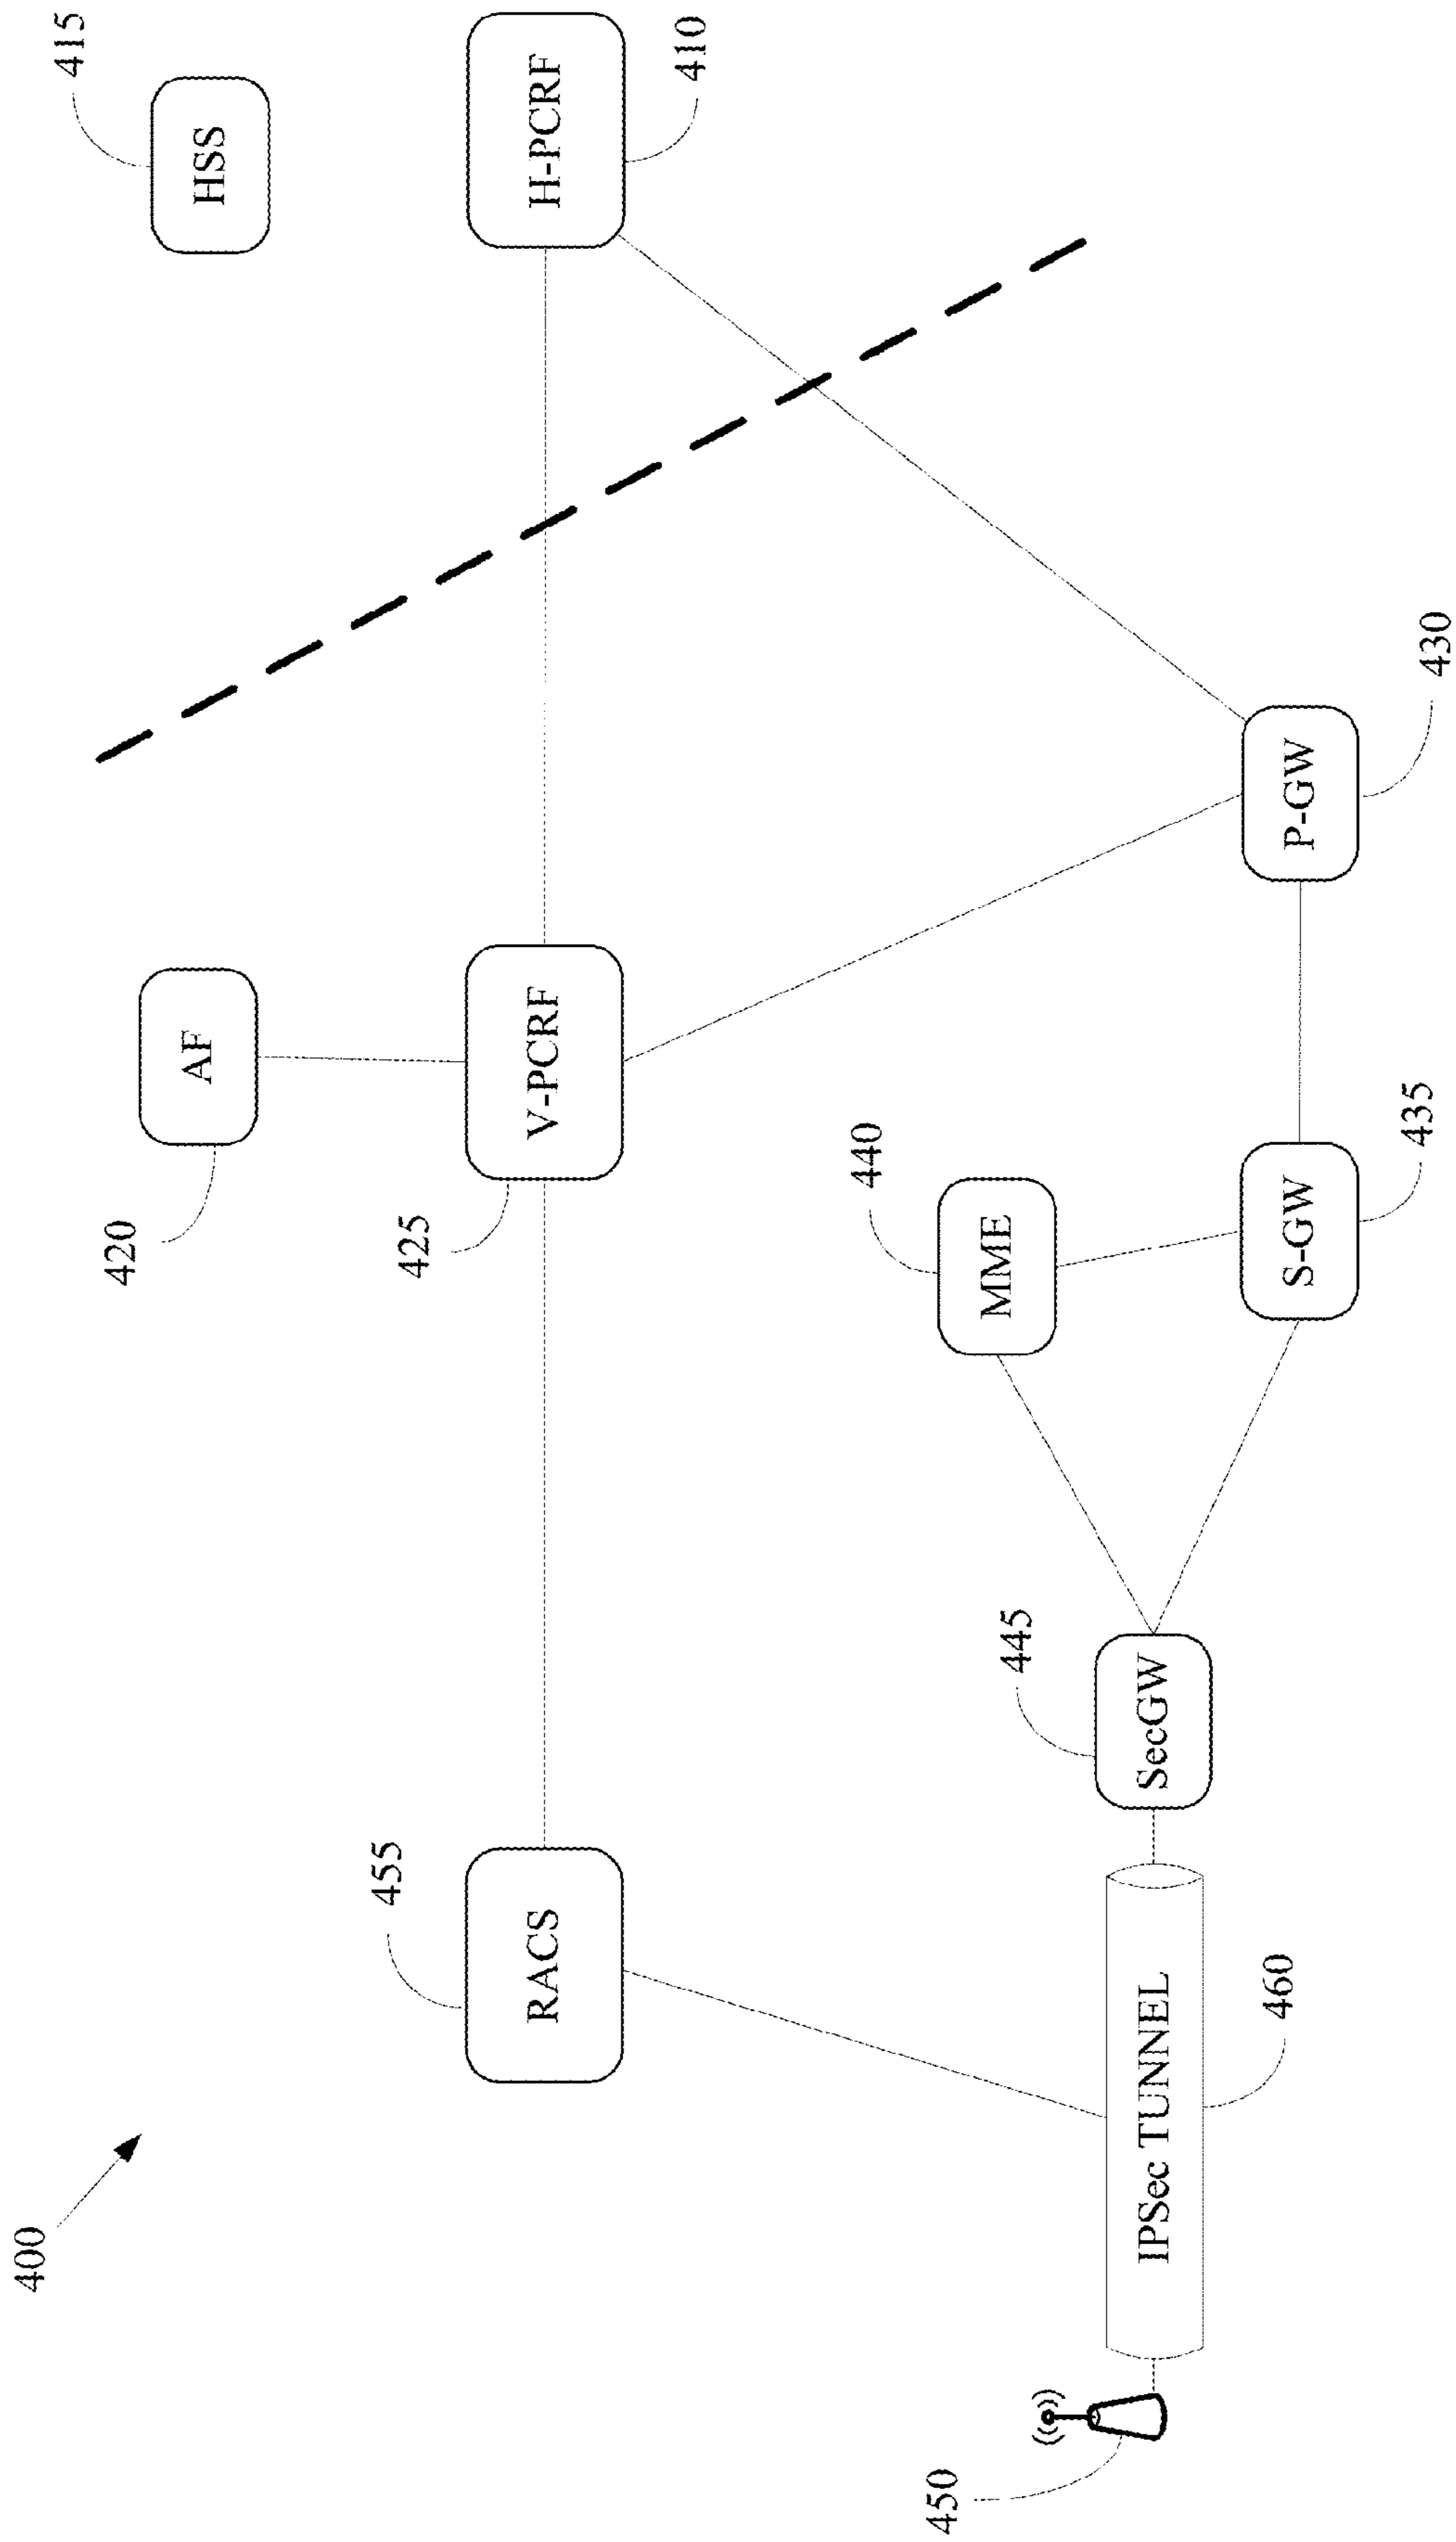 400
415
420
AF
HSS
455
425
RACS
V-PCRF
H-PCRF
410
440
450
MME
445
IPSec TUNNEL
SecGW
460
S-GW
P-GW
435
430